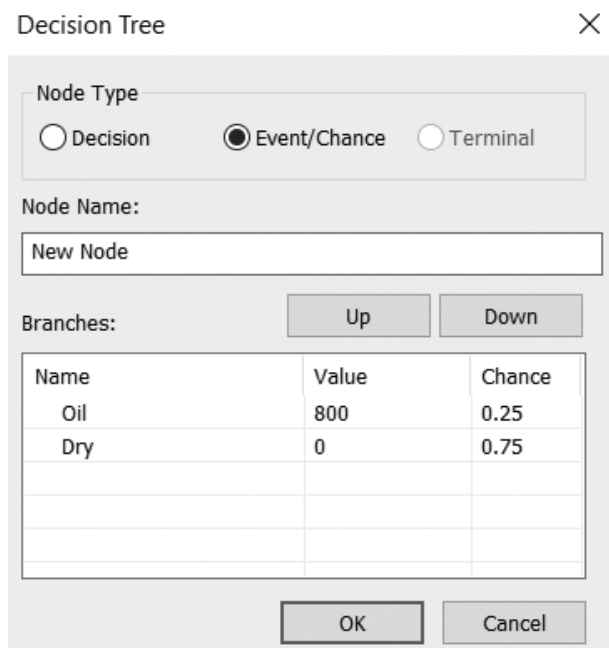 Decision Tree
Node Type
Decision Event/Chance Terminal
Node Name:
New Node
Branches: Up Down
Name Value Chance
Oil 800 0.25
Dry 0 0.75
OK Cancel